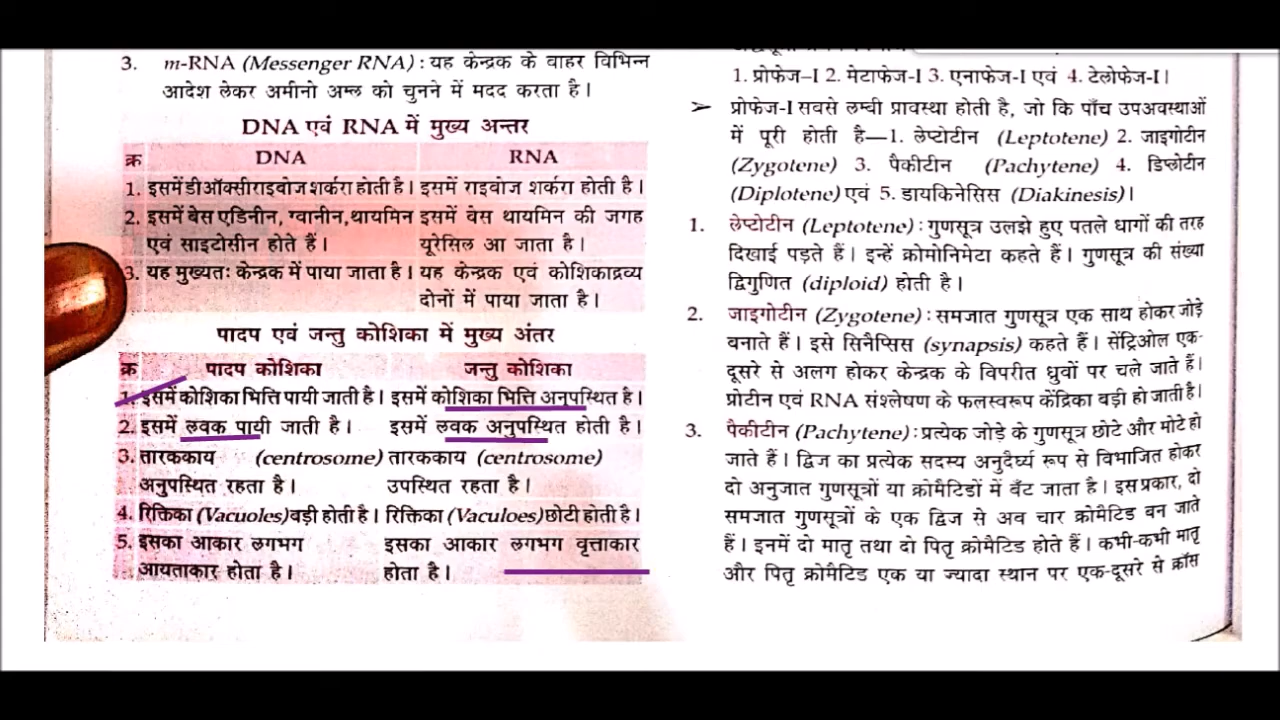 3. m-RNA (Messenger RNA) : यह केन्द्रक के वाहर विभिन्न
आदेश लेकर अमीनो अम्ल को चुनने में मदद करता है।
DNA एवं RNA में मुख्य अन्तर
क्र DNA RNA
1. इसमें डीऑक्सीराइवोज शर्करा होती है। इसमें राइवोज शर्करा होती है।
2. इसमें बेस एडिनीन, ग्वानीन, थायमिन इसमें वेस थायमिन की जगह
एवं साइटोसीन होते हैं। यूरेसिल आ जाता है।
3. यह मुख्यतः केन्द्रक में पाया जाता है। यह केन्द्रक एवं कोशिकाद्रव्य
दोनों में पाया जाता है।
पादप एवं जन्तु कोशिका में मुख्य अंतर
क्र पादप कोशिका जन्तु कोशिका
1. इसमें कोशिका भित्ति पायी जाती है। इसमें कोशिका भित्ति अनुपस्थित है।
2. इसमें लवक पायी जाती है। इसमें लवक अनुपस्थित होती है।
3. तारककाय (centrosome) तारककाय (centrosome)
अनुपस्थित रहता है। उपस्थित रहता है।
4. रिक्तिका (Vacuoles) वड़ी होती है। रिक्तिका (Vaculoes) छोटी होती है।
5. इसका आकार लगभग इसका आकार लगभग वृत्ताकार
आयताकार होता है। होता है।
1. प्रोफेज–I 2. मेटाफेज-I 3. एनाफेज-I एवं 4. टेलोफेज-I।
➢ प्रोफेज-I सबसे लम्वी प्रावस्था होती है, जो कि पाँच उपअवस्थाओं
में पूरी होती है—1. लेप्टोटीन (Leptotene) 2. जाइगोटीन
(Zygotene) 3. पैकीटीन (Pachytene) 4. डिप्लोटीन
(Diplotene) एवं 5. डायकिनेसिस (Diakinesis)।
1. लेप्टोटीन (Leptotene) : गुणसूत्र उलझे हुए पतले धागों की तरह
दिखाई पड़ते हैं। इन्हें क्रोमोनिमेटा कहते हैं। गुणसूत्र की संख्या
द्विगुणित (diploid) होती है।
2. जाइगोटीन (Zygotene) : समजात गुणसूत्र एक साथ होकर जोड़े
बनाते हैं। इसे सिनैप्सिस (synapsis) कहते हैं। सेंट्रिओल एक-
दूसरे से अलग होकर केन्द्रक के विपरीत ध्रुवों पर चले जाते हैं।
प्रोटीन एवं RNA संश्लेषण के फलस्वरूप केंद्रिका बड़ी हो जाती है।
3. पैकीटीन (Pachytene) : प्रत्येक जोड़े के गुणसूत्र छोटे और मोटे हो
जाते हैं। द्विज का प्रत्येक सदस्य अनुदैर्घ्य रूप से विभाजित होकर
दो अनुजात गुणसूत्रों या क्रोमैटिडों में बँट जाता है। इस प्रकार, दो
समजात गुणसूत्रों के एक द्विज से अव चार क्रोमैटिड बन जाते
हैं। इनमें दो मातृ तथा दो पितृ क्रोमैटिड होते हैं। कभी-कभी मातृ
और पितृ क्रोमैटिड एक या ज्यादा स्थान पर एक-दूसरे से क्रॉस